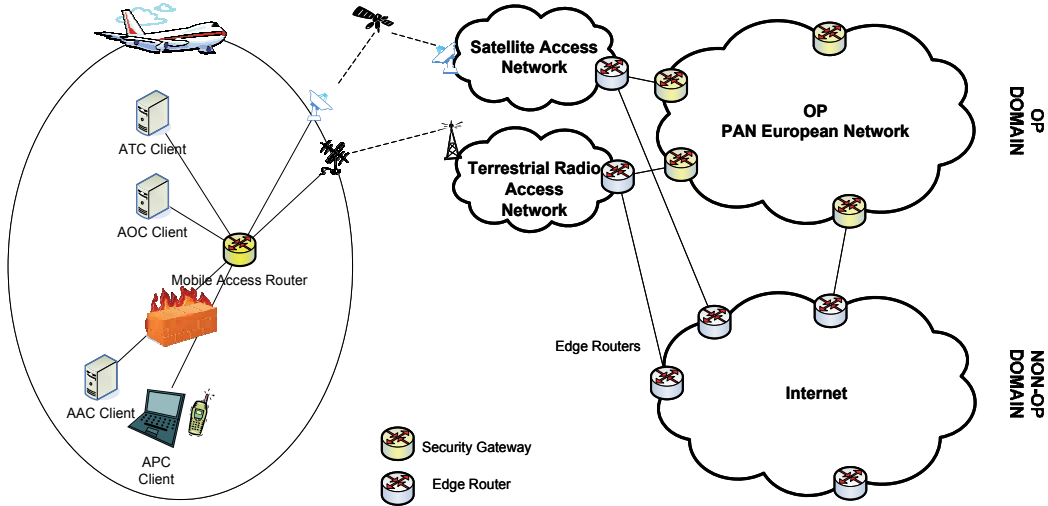 Satellite Access
Network
OP
PAN European Network
OP
DOMAIN
ATC Client
Terrestrial Radio
Access
Network
AOC Client
Mobile Access Router
Edge Routers
Internet
NON-OP
DOMAIN
AAC Client
APC
Client
Security Gateway
Edge Router